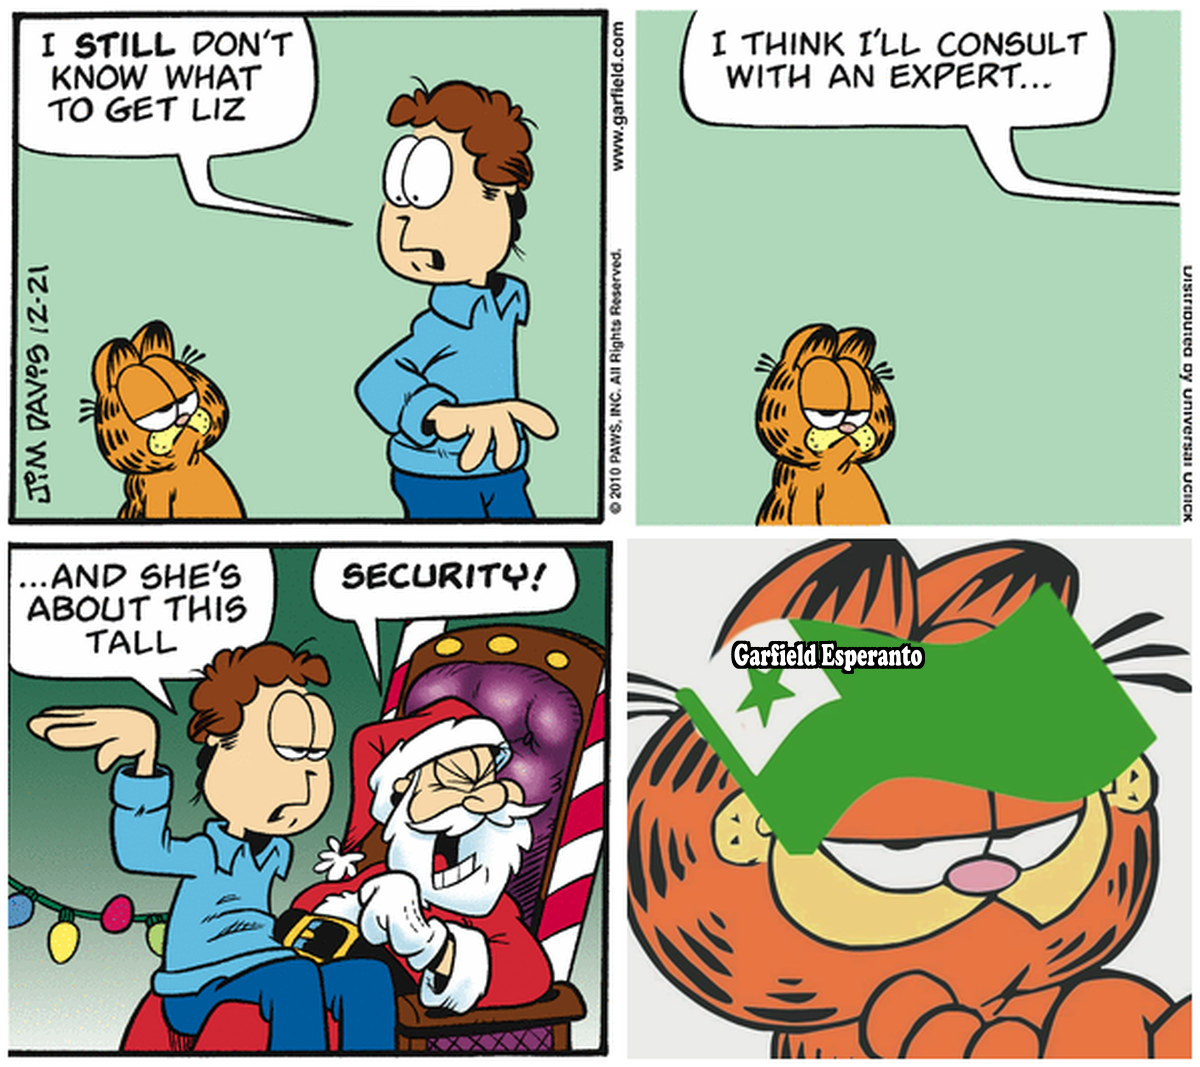 I STILL DON'T
KNOW WHAT
TO GET LIZ
JIM DAVIS 12-21
© 2010 PAWS, INC. All Rights Reserved.
www.garfield.com
I THINK I'LL CONSULT
WITH AN EXPERT...
Distributed by Universal Uclick
...AND SHE'S
ABOUT THIS
TALL
SECURITY!
Garfield Esperanto